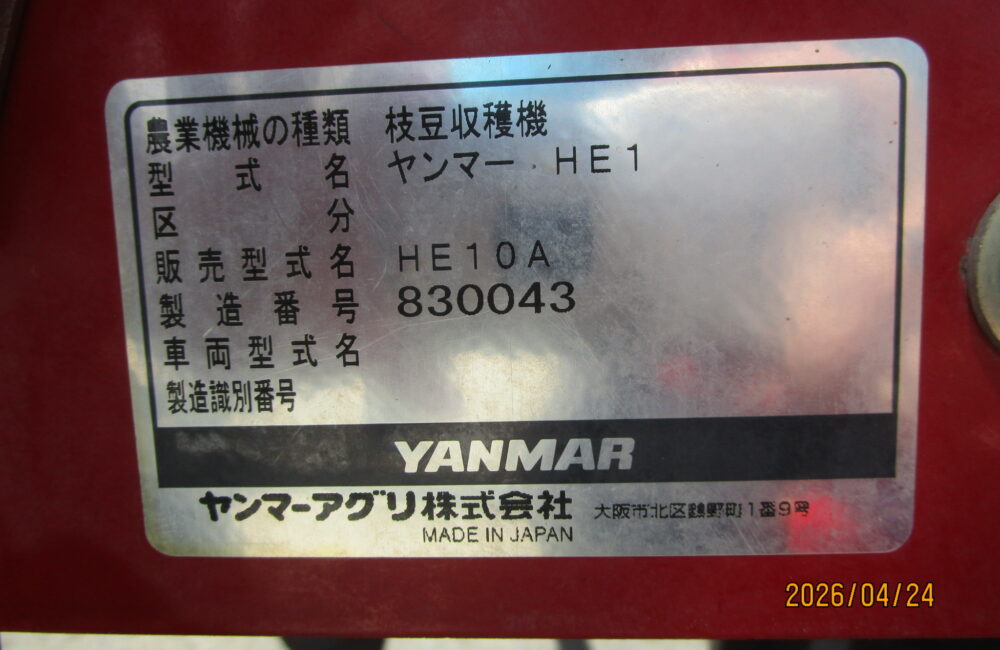 農業機械の種類 枝豆収穫機
型式名 ヤンマー HE1
区分
販売型式名 HE10A
製造番号 830043
車両型式名
製造識別番号
YANMAR
ヤンマーアグリ株式会社 大阪市北区鶴野町1番9号
MADE IN JAPAN
2026/04/24